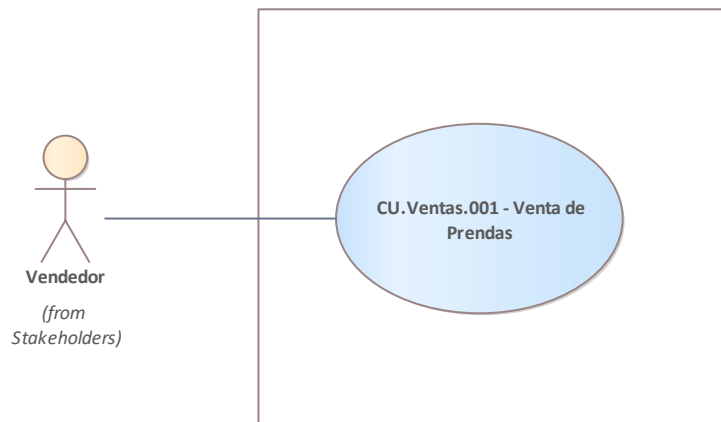 CU.Ventas.001 - Venta de
Prendas
Vendedor
(from
Stakeholders)